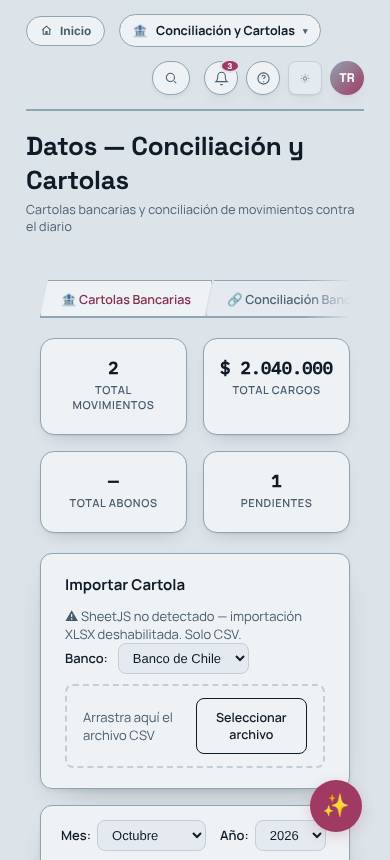 Inicio
Conciliación y Cartolas
3
TR
Datos — Conciliación y
Cartolas
Cartolas bancarias y conciliación de movimientos contra
el diario
Cartolas Bancarias
Conciliación Banc
2
TOTAL
MOVIMIENTOS
$ 2.040.000
TOTAL CARGOS
—
TOTAL ABONOS
1
PENDIENTES
Importar Cartola
⚠ SheetJS no detectado — importación
XLSX deshabilitada. Solo CSV.
Banco: Banco de Chile
Arrastra aquí el
archivo CSV
Seleccionar
archivo
Mes: Octubre Año: 2026